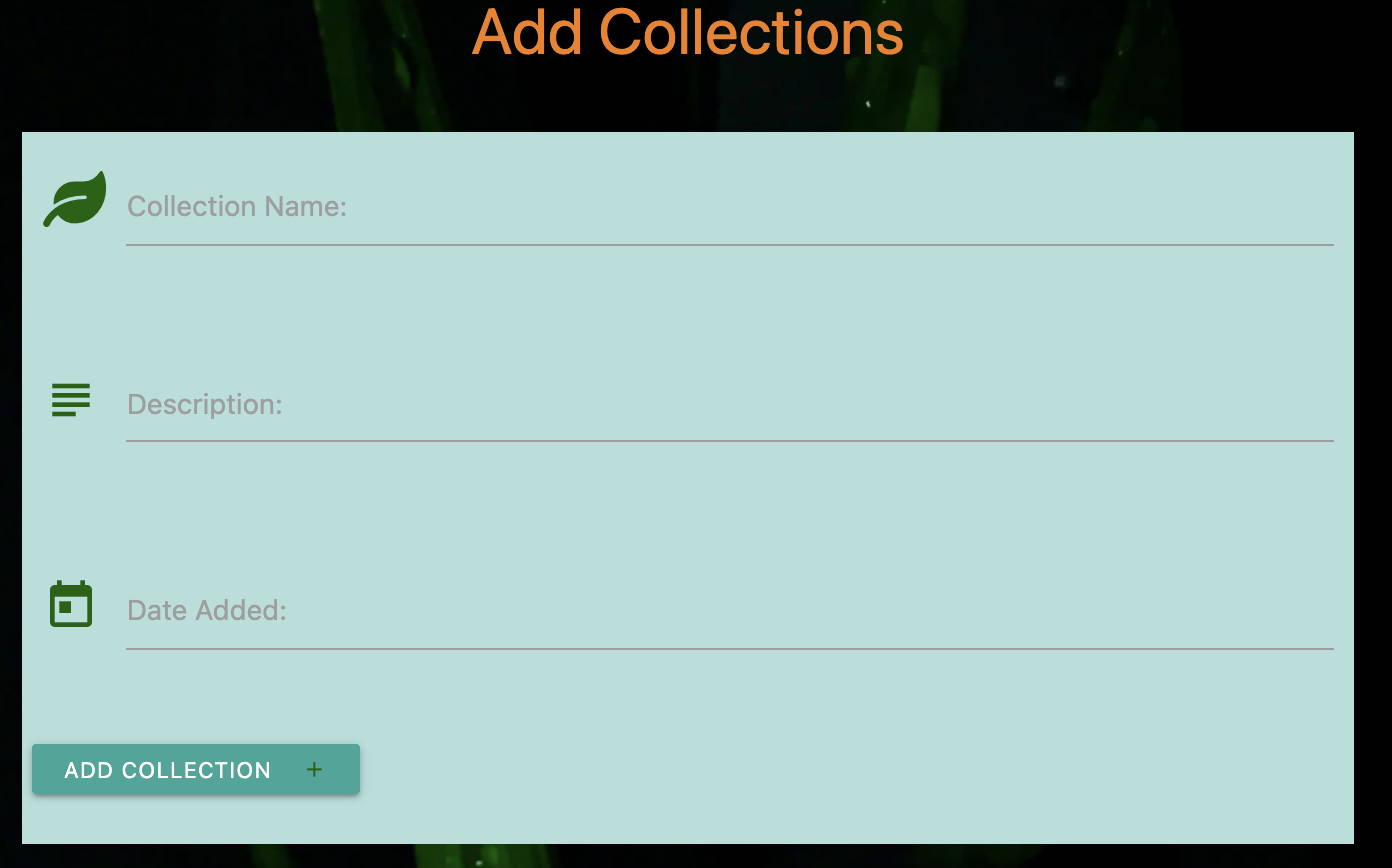 Add Collections
Collection Name:
Description:
Date Added:
ADD COLLECTION +